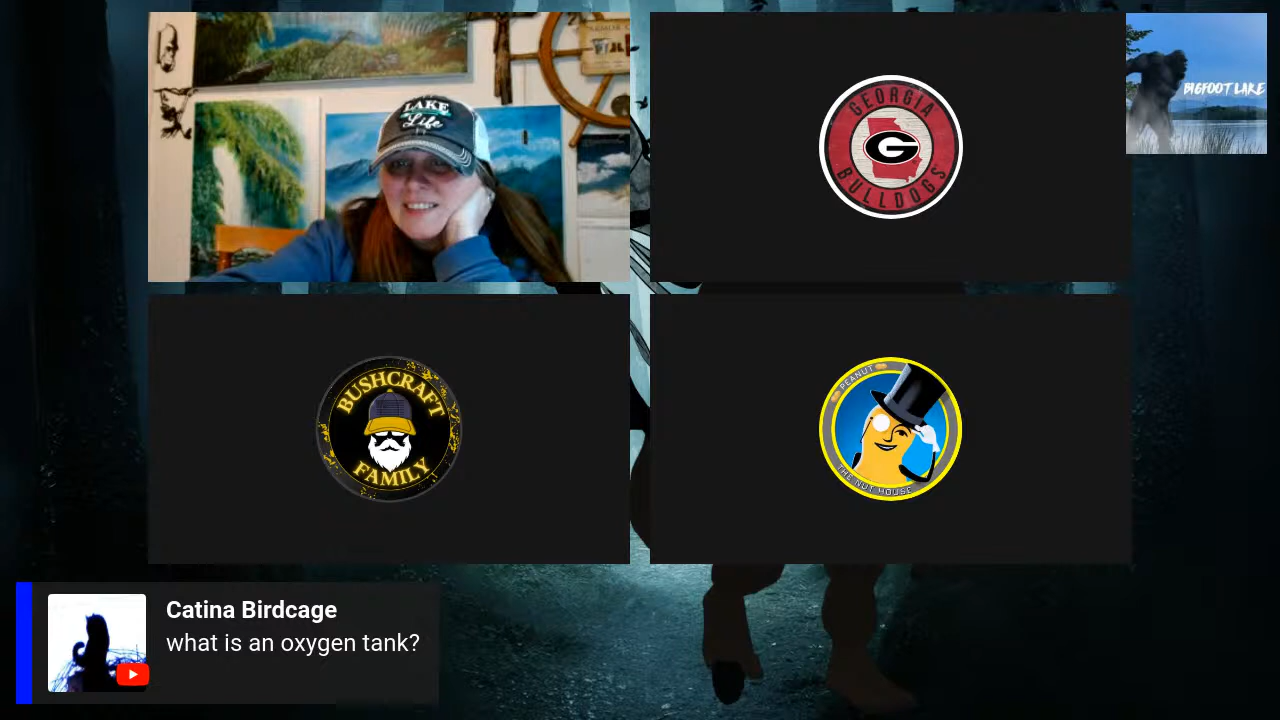 LAKE
Life
GEORGIA
G
BULLDOGS
BIGFOOT LAKE
BUSHCRAFT
FAMILY
PEANUT
THE NUT HOUSE
Catina Birdcage
what is an oxygen tank?